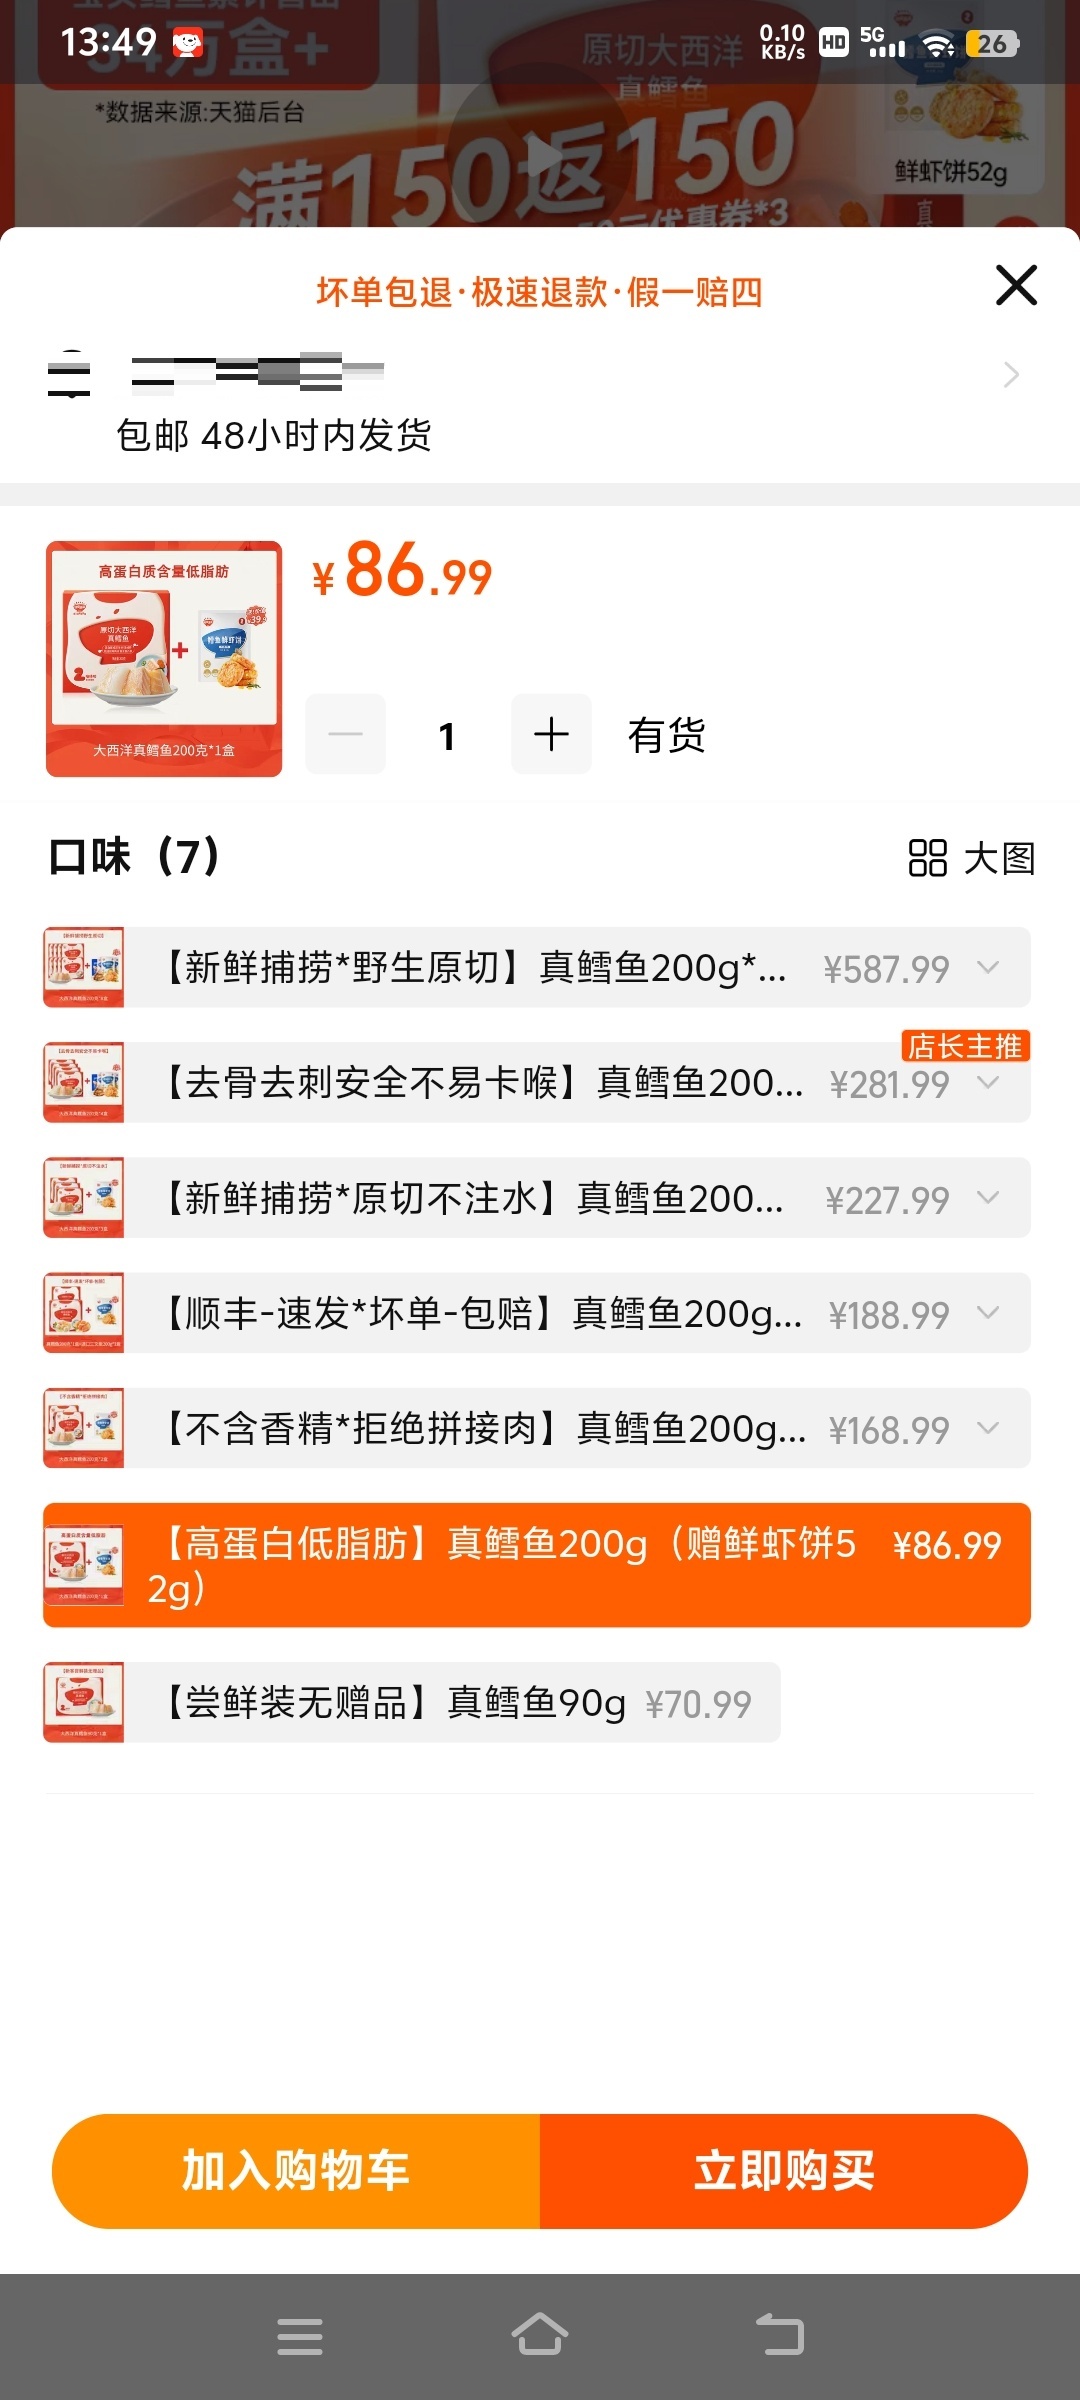 13:49
0.10
KB/s
HD
5G
26
34万盒+
*数据来源:天猫后台
原切大西洋
真鳕鱼
满150返150
鲜虾饼52g
坏单包退·极速退款·假一赔四
包邮 48小时内发货
高蛋白质含量低脂肪
原切大西洋
真鳕鱼
大西洋真鳕鱼200克*1盒
¥86.99
1
有货
口味（7）
大图
【新鲜捕捞*野生原切】真鳕鱼200g*... ¥587.99
店长主推
【去骨去刺安全不易卡喉】真鳕鱼200... ¥281.99
【新鲜捕捞*原切不注水】真鳕鱼200... ¥227.99
【顺丰-速发*坏单-包赔】真鳕鱼200g... ¥188.99
【不含香精*拒绝拼接肉】真鳕鱼200g... ¥168.99
【高蛋白低脂肪】真鳕鱼200g（赠鲜虾饼5 ¥86.99
2g）
【尝鲜装无赠品】真鳕鱼90g ¥70.99
加入购物车
立即购买